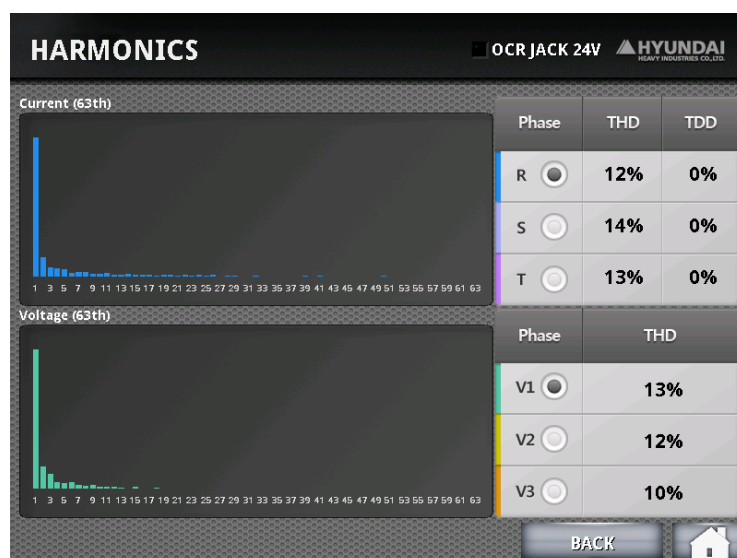 HARMONICS
OCR JACK 24V
HYUNDAI
HEAVY INDUSTRIES CO.,LTD.
Current (63th)
1 3 5 7 9 11 13 15 17 19 21 23 25 27 29 31 33 35 37 39 41 43 45 47 49 51 53 55 57 59 61 63
Phase THD TDD
R 12% 0%
S 14% 0%
T 13% 0%
Voltage (63th)
1 3 5 7 9 11 13 15 17 19 21 23 25 27 29 31 33 35 37 39 41 43 45 47 49 51 53 55 57 59 61 63
Phase THD
V1 13%
V2 12%
V3 10%
BACK